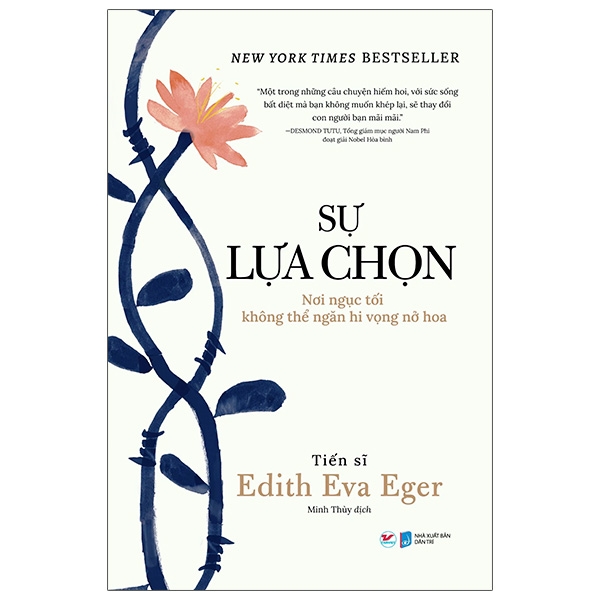 NEW YORK TIMES BESTSELLER
"Một trong những câu chuyện hiếm hoi, với sức sống
bất diệt mà bạn không muốn khép lại, sẽ thay đổi
con người bạn mãi mãi."
—DESMOND TUTU, Tổng giám mục người Nam Phi
đoạt giải Nobel Hòa bình
SỰ
LỰA CHỌN
Nơi ngục tối
không thể ngăn hi vọng nở hoa
Tiến sĩ
Edith Eva Eger
Minh Thủy dịch
NHÀ XUẤT BẢN
DÂN TRÍ